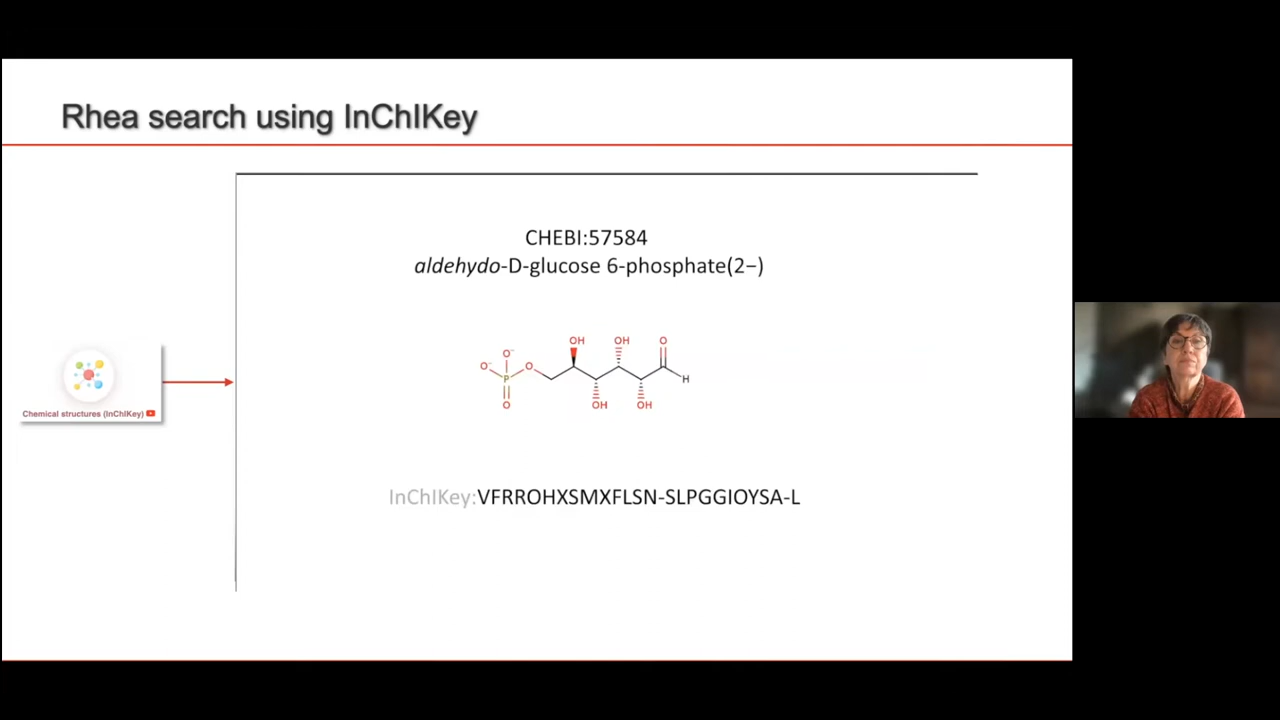 Rhea search using InChIKey
CHEBI:57584
aldehydo-D-glucose 6-phosphate(2−)
OH OH O
O⁻
O⁻ O
P H
O OH OH
Chemical structures (InChIKey)
InChIKey:VFRROHXSMXFLSN-SLPGGIOYSA-L